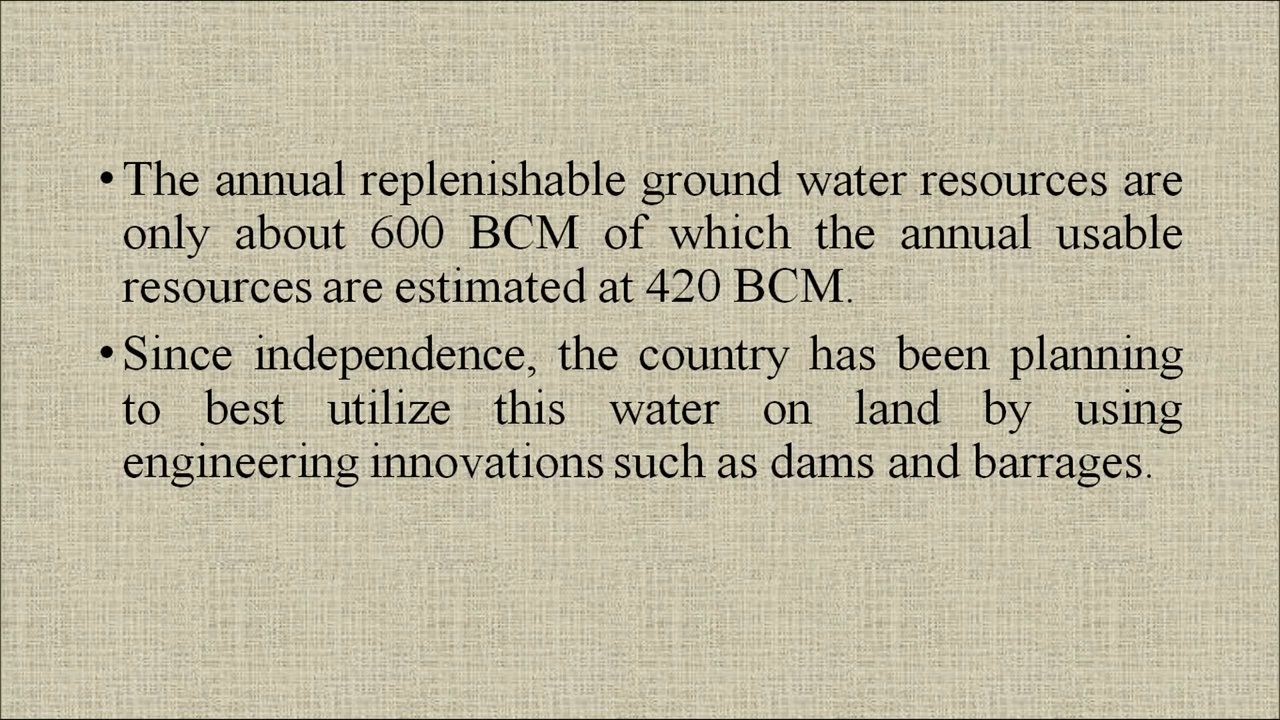 • The annual replenishable ground water resources are
only about 600 BCM of which the annual usable
resources are estimated at 420 BCM.
• Since independence, the country has been planning
to best utilize this water on land by using
engineering innovations such as dams and barrages.